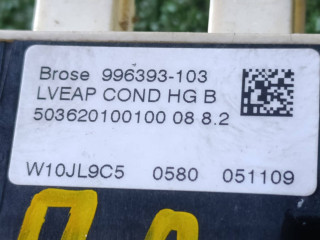 Brose 996393-103
LVEAP COND HG B
503620100100 08 8.2
W10JL9C5 0580 051109